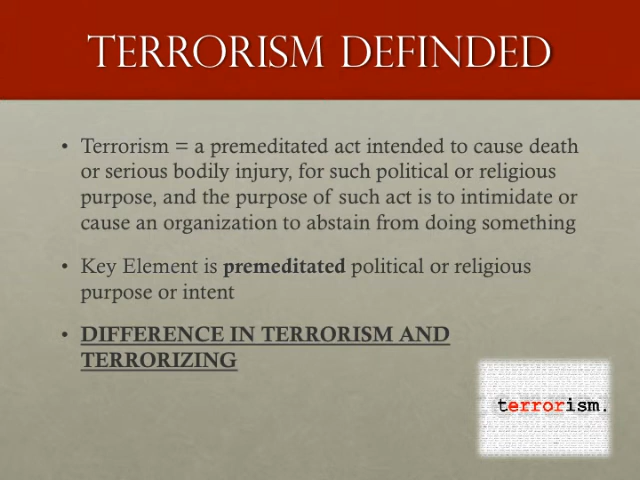 TERRORISM DEFINDED
• Terrorism = a premeditated act intended to cause death
or serious bodily injury, for such political or religious
purpose, and the purpose of such act is to intimidate or
cause an organization to abstain from doing something
• Key Element is premeditated political or religious
purpose or intent
• DIFFERENCE IN TERRORISM AND
TERRORIZING
terrorism.